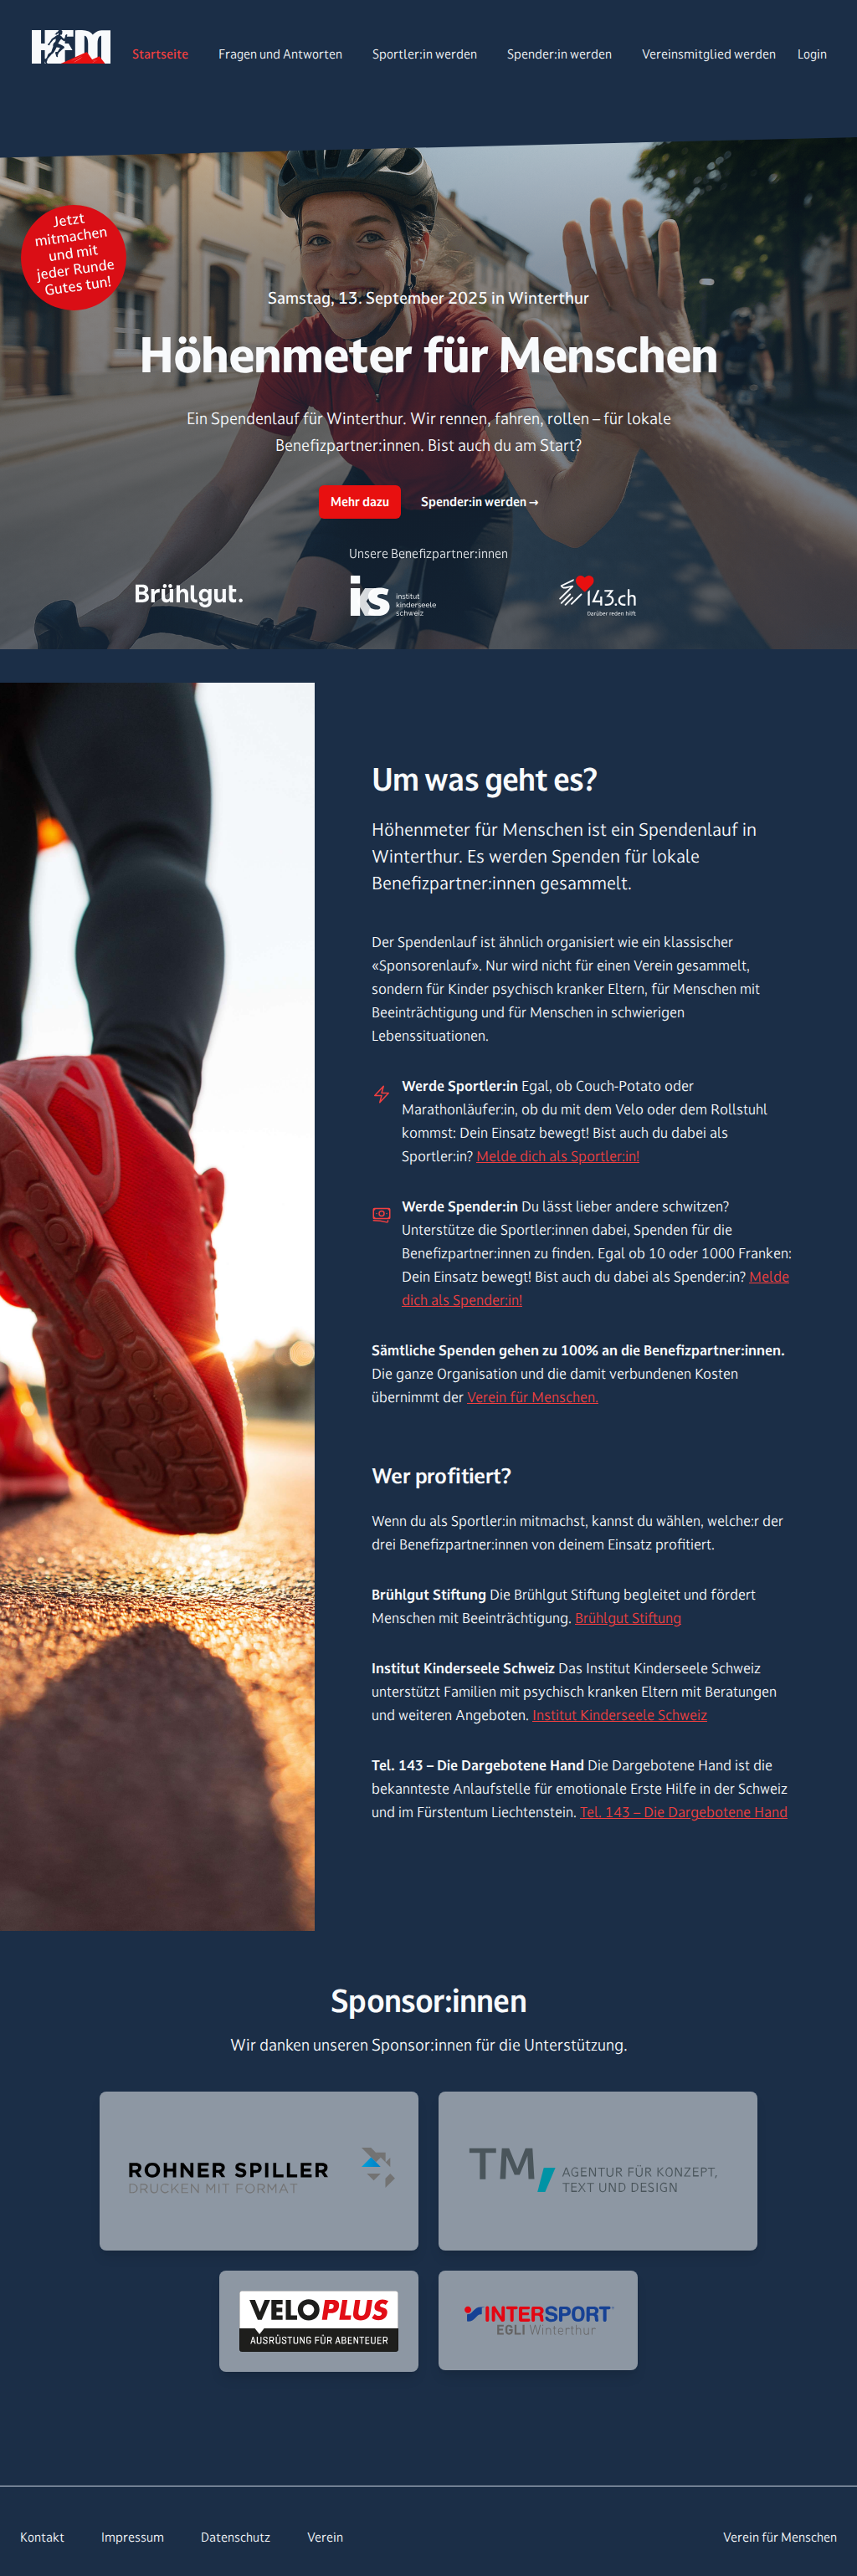 HFM
Startseite
Fragen und Antworten
Sportler:in werden
Spender:in werden
Vereinsmitglied werden
Login
Jetzt
mitmachen
und mit
jeder Runde
Gutes tun!
Samstag, 13. September 2025 in Winterthur
Höhenmeter für Menschen
Ein Spendenlauf für Winterthur. Wir rennen, fahren, rollen – für lokale
Benefizpartner:innen. Bist auch du am Start?
Mehr dazu
Spender:in werden →
Unsere Benefizpartner:innen
Brühlgut.
iks
institut
kinderseele
schweiz
143.ch
Darüber reden hilft.
Um was geht es?
Höhenmeter für Menschen ist ein Spendenlauf in
Winterthur. Es werden Spenden für lokale
Benefizpartner:innen gesammelt.
Der Spendenlauf ist ähnlich organisiert wie ein klassischer
«Sponsorenlauf». Nur wird nicht für einen Verein gesammelt,
sondern für Kinder psychisch kranker Eltern, für Menschen mit
Beeinträchtigung und für Menschen in schwierigen
Lebenssituationen.
Werde Sportler:in Egal, ob Couch-Potato oder
Marathonläufer:in, ob du mit dem Velo oder dem Rollstuhl
kommst: Dein Einsatz bewegt! Bist auch du dabei als
Sportler:in? Melde dich als Sportler:in!
Werde Spender:in Du lässt lieber andere schwitzen?
Unterstütze die Sportler:innen dabei, Spenden für die
Benefizpartner:innen zu finden. Egal ob 10 oder 1000 Franken:
Dein Einsatz bewegt! Bist auch du dabei als Spender:in? Melde
dich als Spender:in!
Sämtliche Spenden gehen zu 100% an die Benefizpartner:innen.
Die ganze Organisation und die damit verbundenen Kosten
übernimmt der Verein für Menschen.
Wer profitiert?
Wenn du als Sportler:in mitmachst, kannst du wählen, welche:r der
drei Benefizpartner:innen von deinem Einsatz profitiert.
Brühlgut Stiftung Die Brühlgut Stiftung begleitet und fördert
Menschen mit Beeinträchtigung. Brühlgut Stiftung
Institut Kinderseele Schweiz Das Institut Kinderseele Schweiz
unterstützt Familien mit psychisch kranken Eltern mit Beratungen
und weiteren Angeboten. Institut Kinderseele Schweiz
Tel. 143 – Die Dargebotene Hand Die Dargebotene Hand ist die
bekannteste Anlaufstelle für emotionale Erste Hilfe in der Schweiz
und im Fürstentum Liechtenstein. Tel. 143 – Die Dargebotene Hand
Sponsor:innen
Wir danken unseren Sponsor:innen für die Unterstützung.
ROHNER SPILLER
DRUCKEN MIT FORMAT
TM,
AGENTUR FÜR KONZEPT,
TEXT UND DESIGN
VELOPLUS
AUSRÜSTUNG FÜR ABENTEUER
INTERSPORT
EGLI Winterthur
Kontakt
Impressum
Datenschutz
Verein
Verein für Menschen